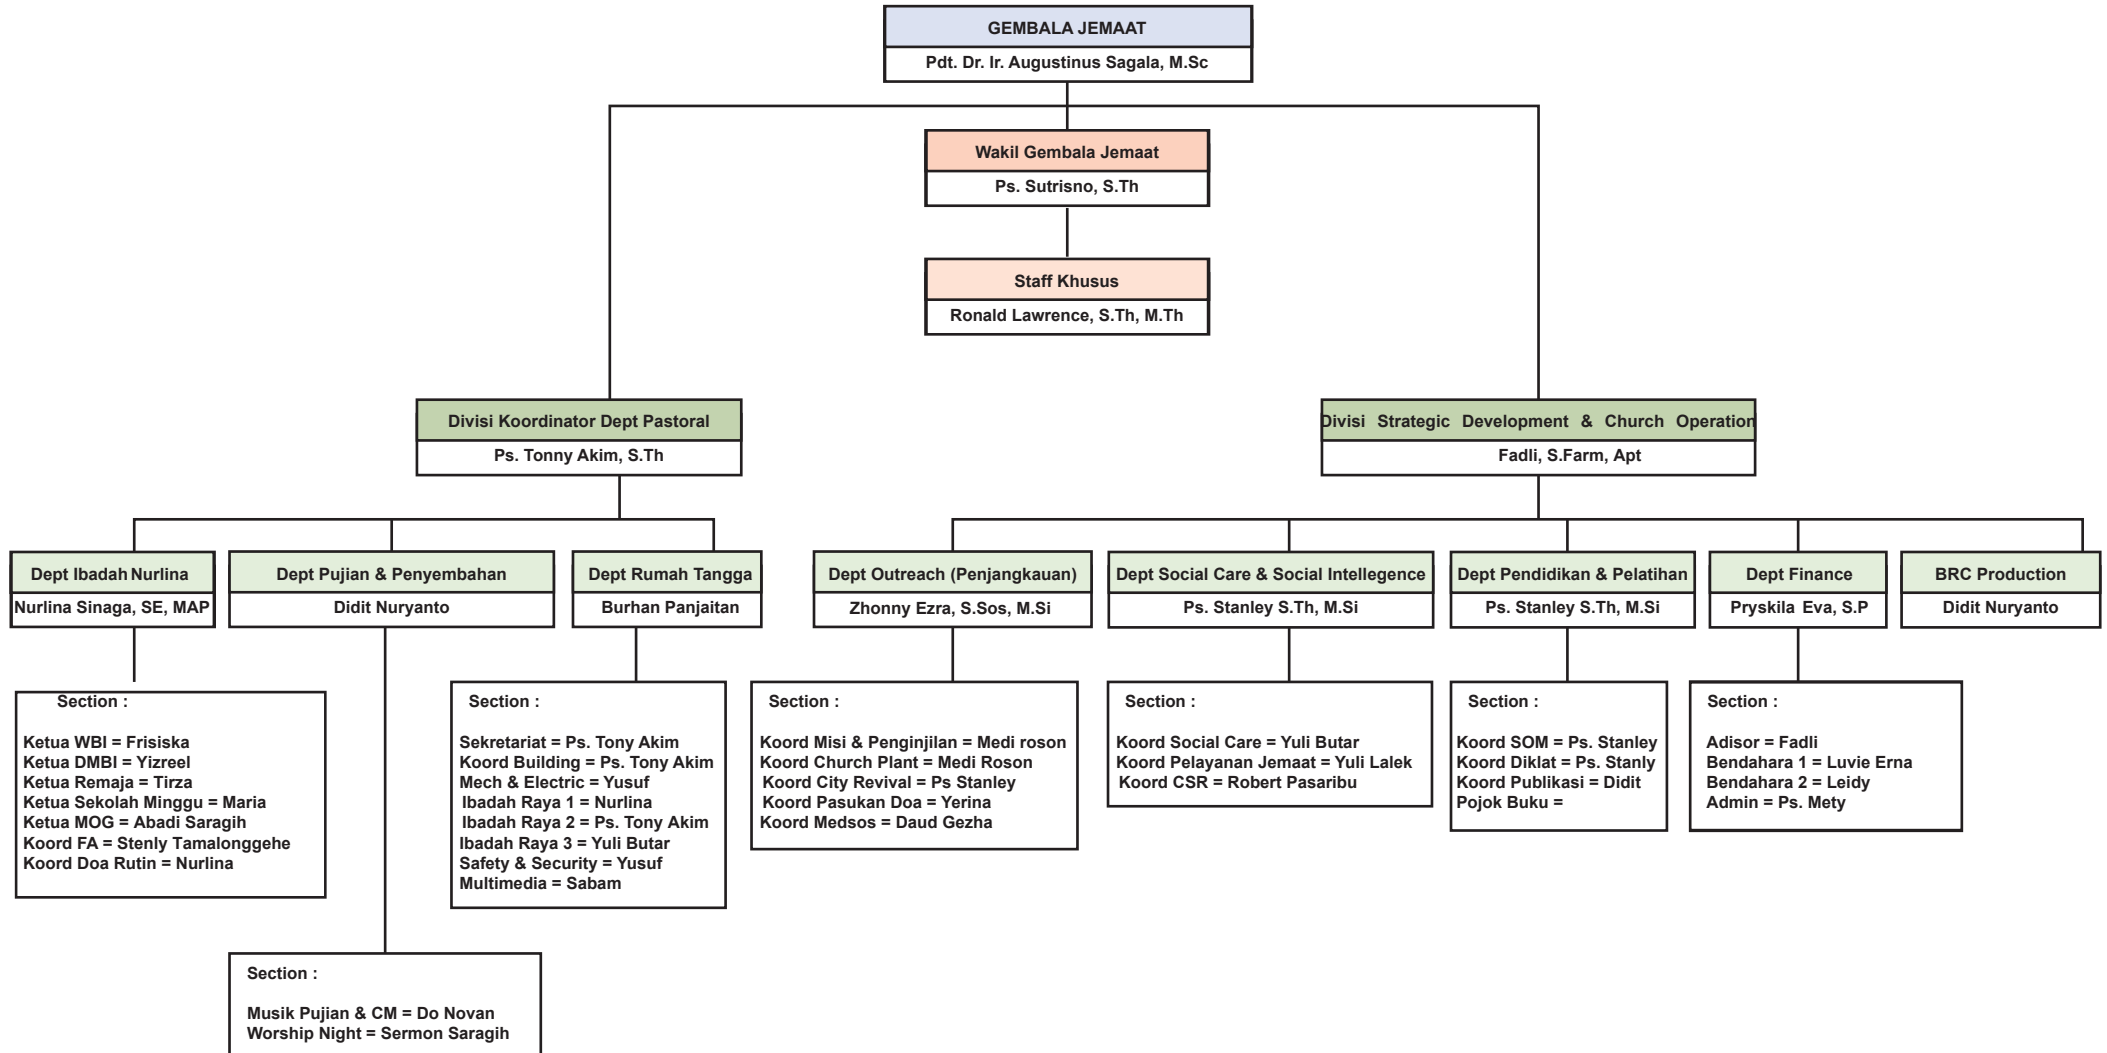 GEMBALA JEMAAT
Pdt. Dr. Ir. Augustinus Sagala, M.Sc
Wakil Gembala Jemaat
Ps. Sutrisno, S.Th
Staff Khusus
Ronald Lawrence, S.Th, M.Th
Divisi Koordinator Dept Pastoral
Ps. Tonny Akim, S.Th
Divisi Strategic Development & Church Operation
Fadli, S.Farm, Apt
Dept Ibadah Nurlina
Nurlina Sinaga, SE, MAP
Dept Pujian & Penyembahan
Didit Nuryanto
Dept Rumah Tangga
Burhan Panjaitan
Dept Outreach (Penjangkauan)
Zhonny Ezra, S.Sos, M.Si
Dept Social Care & Social Intellegence
Ps. Stanley S.Th, M.Si
Dept Pendidikan & Pelatihan
Ps. Stanley S.Th, M.Si
Dept Finance
Pryskila Eva, S.P
BRC Production
Didit Nuryanto
Section :
Ketua WBI = Frisiska
Ketua DMBI = Yizreel
Ketua Remaja = Tirza
Ketua Sekolah Minggu = Maria
Ketua MOG = Abadi Saragih
Koord FA = Stenly Tamalonggehe
Koord Doa Rutin = Nurlina
Section :
Sekretariat = Ps. Tony Akim
Koord Building = Ps. Tony Akim
Mech & Electric = Yusuf
Ibadah Raya 1 = Nurlina
Ibadah Raya 2 = Ps. Tony Akim
Ibadah Raya 3 = Yuli Butar
Safety & Security = Yusuf
Multimedia = Sabam
Section :
Koord Misi & Penginjilan = Medi roson
Koord Church Plant = Medi Roson
Koord City Revival = Ps Stanley
Koord Pasukan Doa = Yerina
Koord Medsos = Daud Gezha
Section :
Koord Social Care = Yuli Butar
Koord Pelayanan Jemaat = Yuli Lalek
Koord CSR = Robert Pasaribu
Section :
Koord SOM = Ps. Stanley
Koord Diklat = Ps. Stanly
Koord Publikasi = Didit
Pojok Buku =
Section :
Adisor = Fadli
Bendahara 1 = Luvie Erna
Bendahara 2 = Leidy
Admin = Ps. Mety
Section :
Musik Pujian & CM = Do Novan
Worship Night = Sermon Saragih